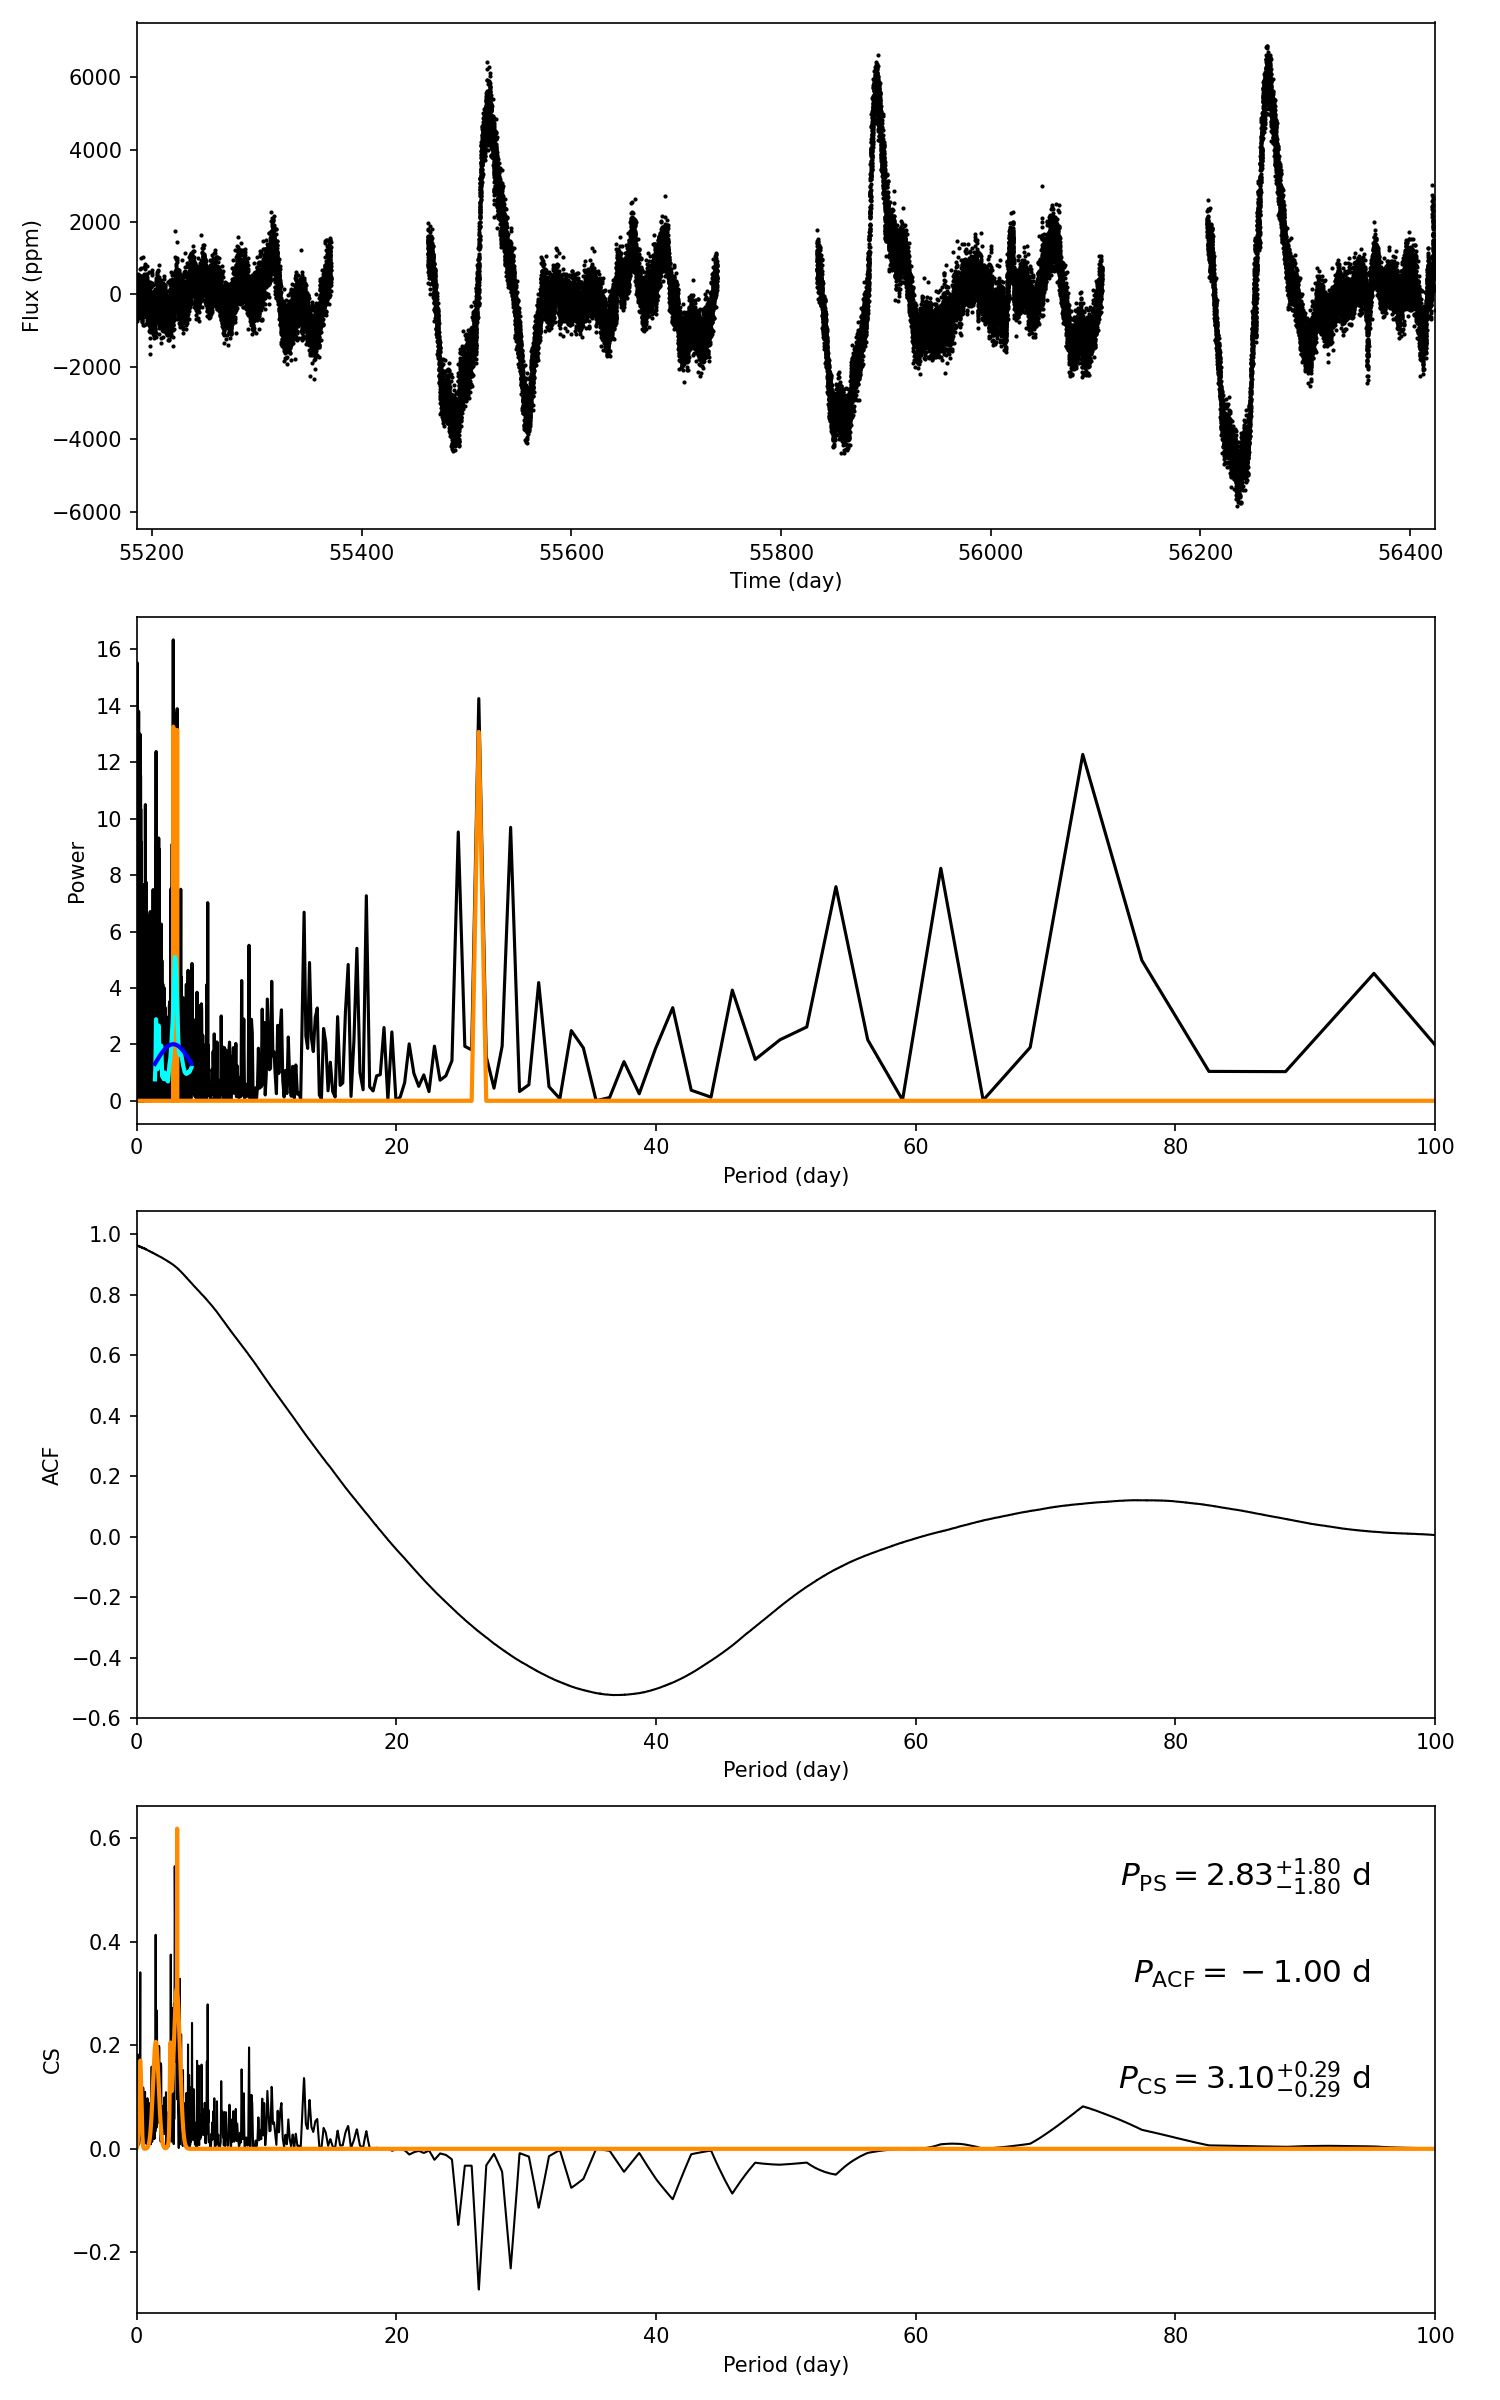 6000
4000
2000
0
−2000
−4000
−6000
Flux (ppm)
55200 55400 55600 55800 56000 56200 56400
Time (day)
16
14
12
10
8
6
4
2
0
Power
0 20 40 60 80 100
Period (day)
1.0
0.8
0.6
0.4
0.2
0.0
−0.2
−0.4
−0.6
ACF
0 20 40 60 80 100
Period (day)
0.6
0.4
0.2
0.0
−0.2
CS
P_PS = 2.83 +1.80 −1.80 d
P_ACF = −1.00 d
P_CS = 3.10 +0.29 −0.29 d
0 20 40 60 80 100
Period (day)